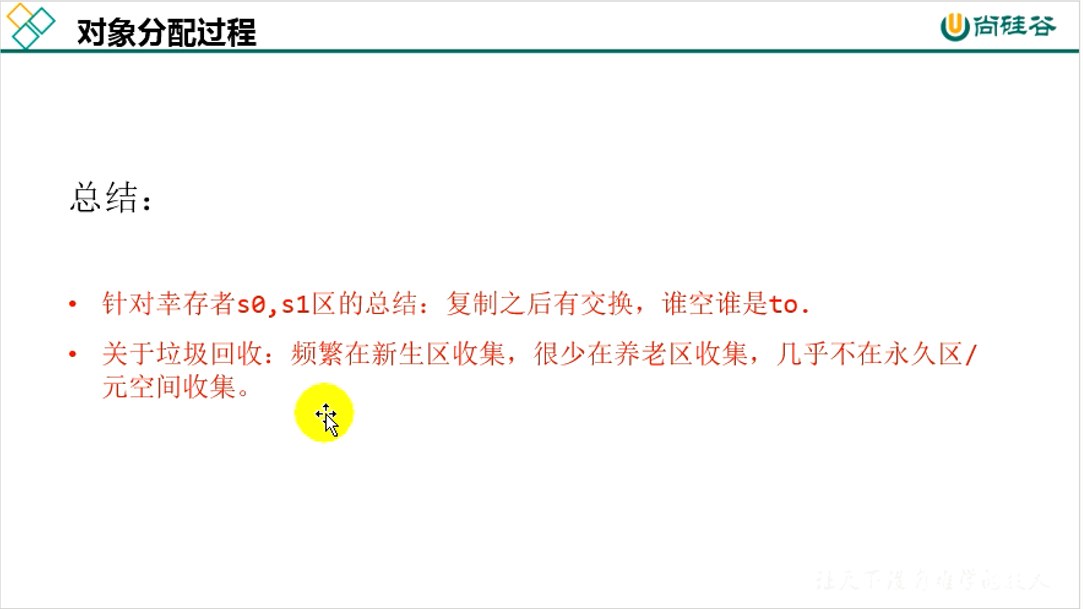 对象分配过程
尚硅谷
总结：
• 针对幸存者s0,s1区的总结：复制之后有交换，谁空谁是to.
• 关于垃圾回收：频繁在新生区收集，很少在养老区收集，几乎不在永久区/
元空间收集。
让天下没有难学的技术